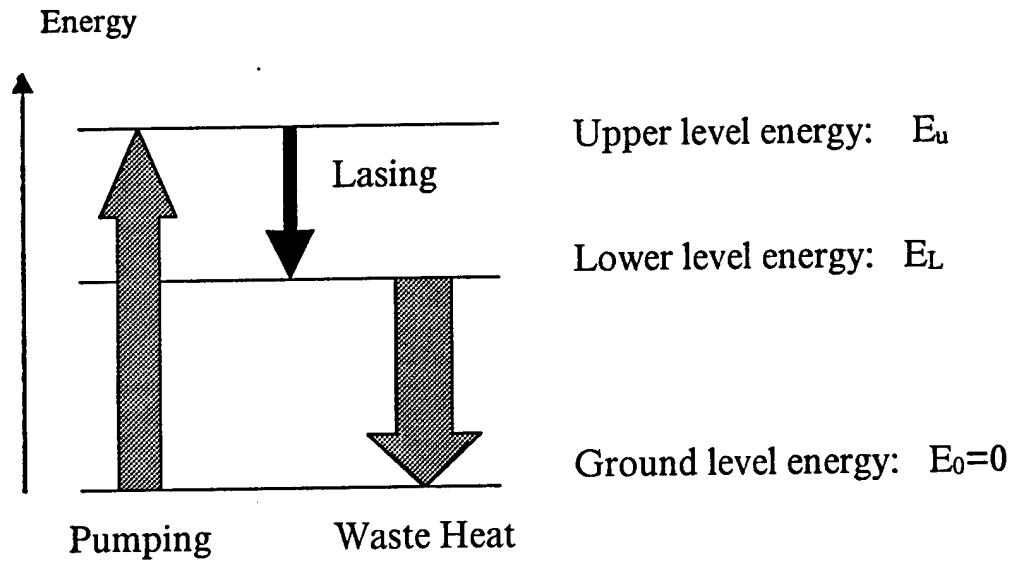 Energy
Upper level energy: Eu
Lasing
Lower level energy: EL
Ground level energy: E0=0
Pumping
Waste Heat